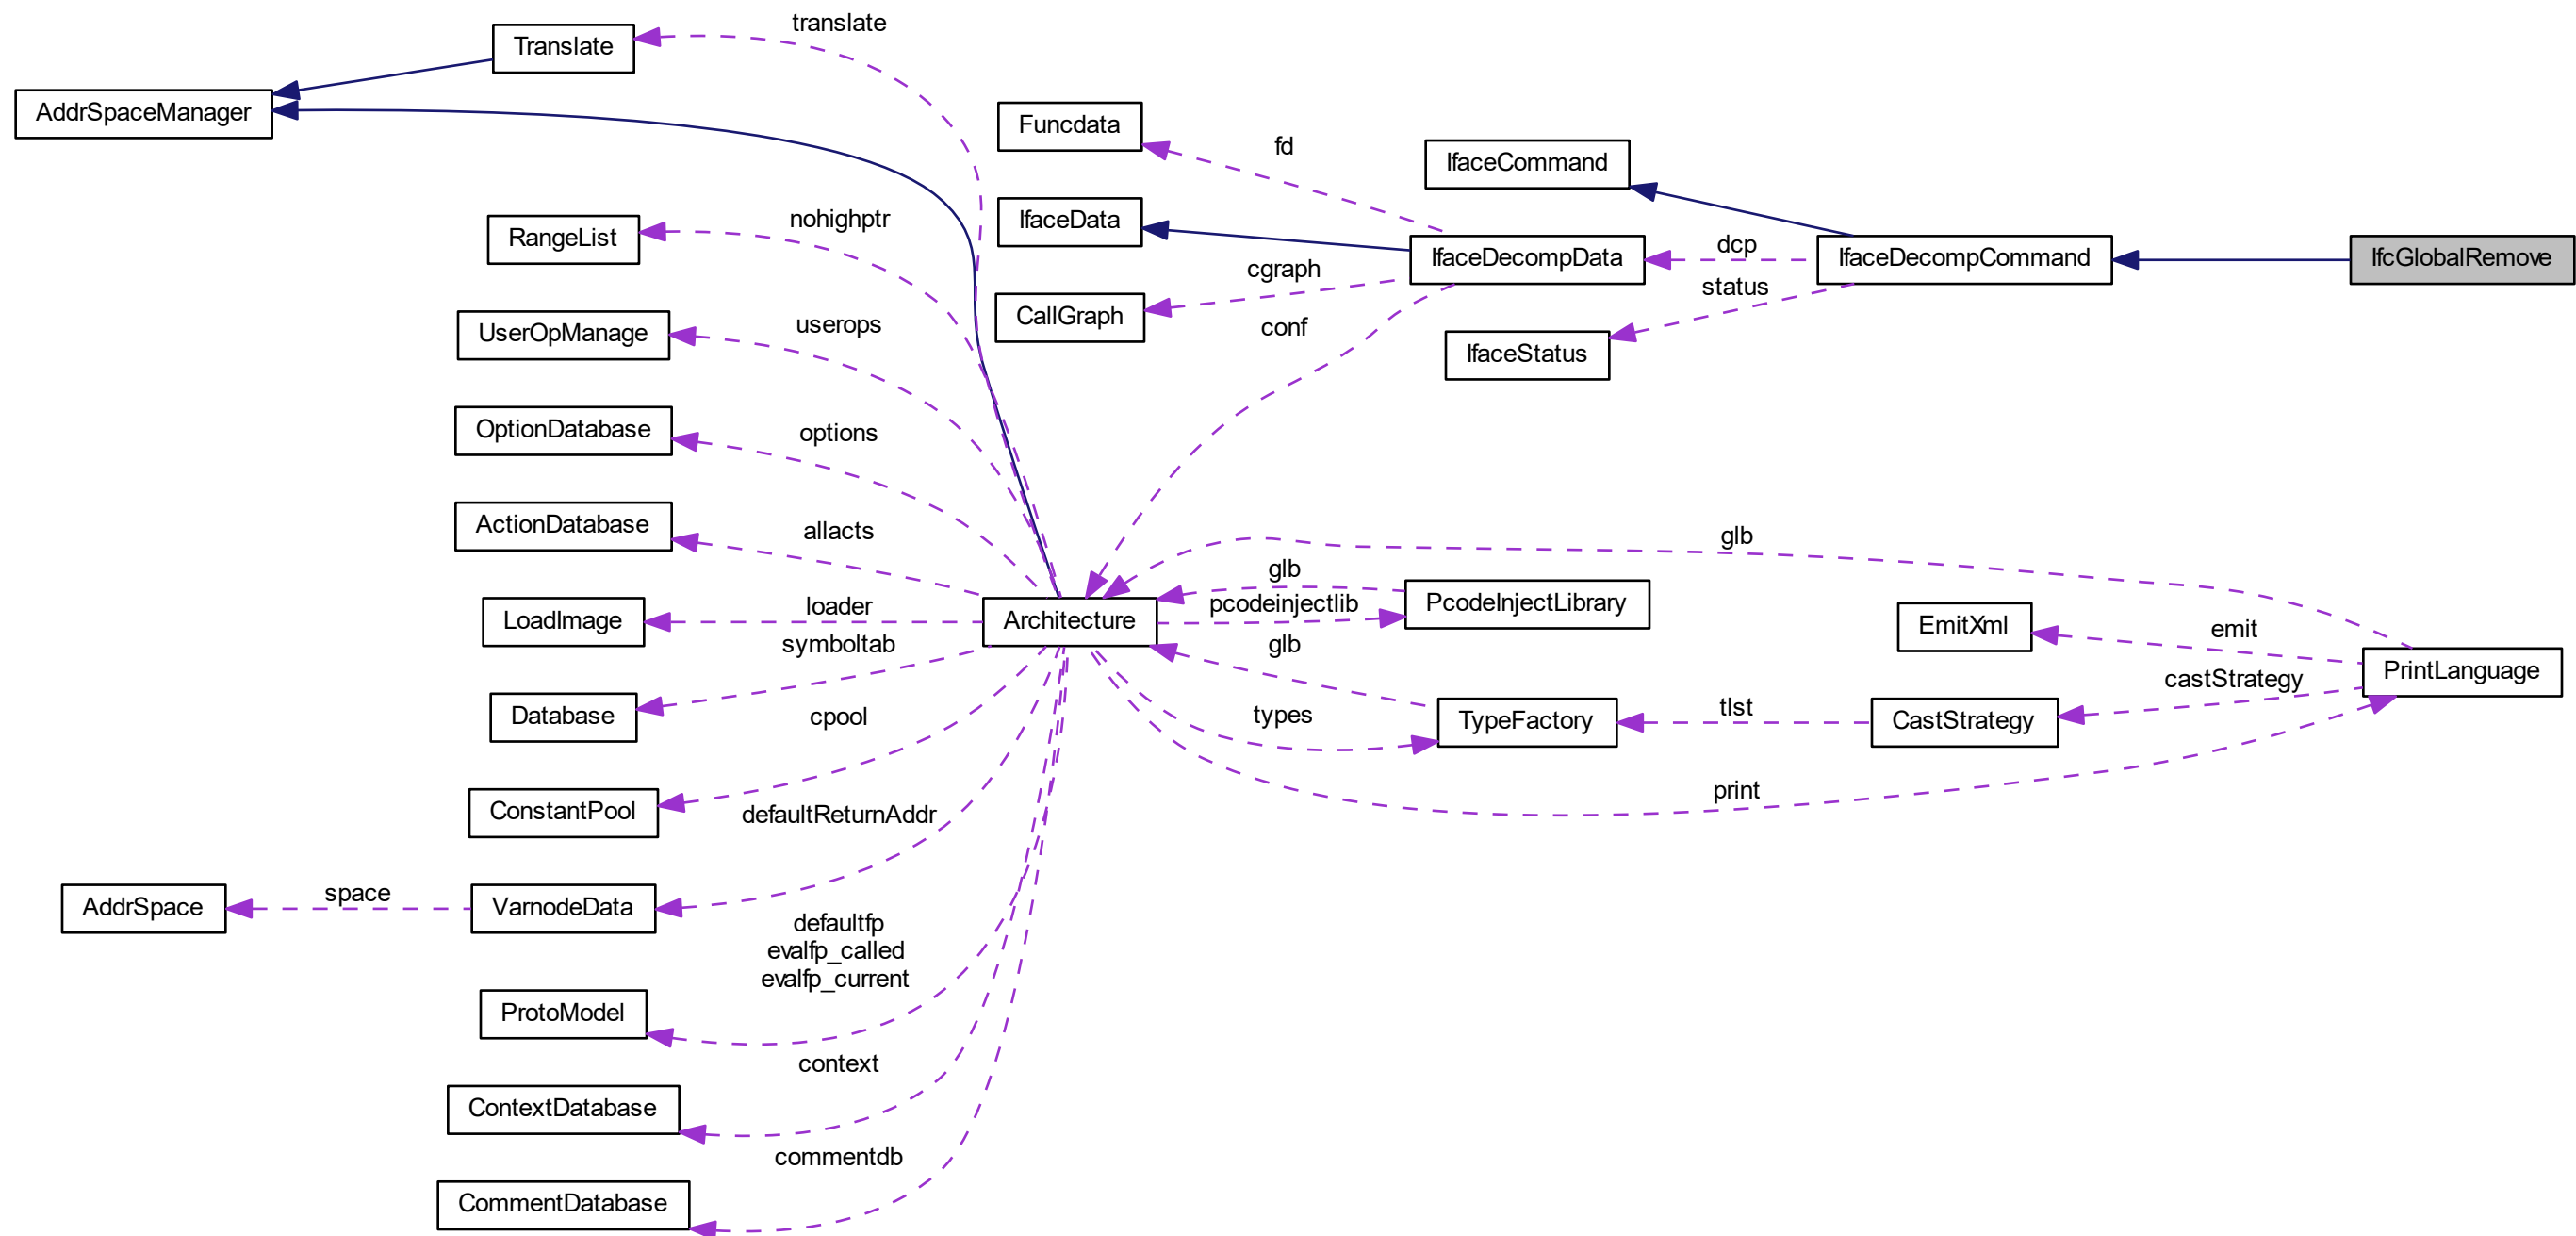 translate
Translate
AddrSpaceManager
Funcdata
fd
IfaceCommand
nohighptr
RangeList
IfaceData
cgraph
IfaceDecompData
dcp
IfaceDecompCommand
IfcGlobalRemove
status
userops
UserOpManage
CallGraph
conf
IfaceStatus
options
OptionDatabase
allacts
ActionDatabase
glb
glb
loader
LoadImage
Architecture
pcodeinjectlib
PcodeInjectLibrary
EmitXml
emit
symboltab
glb
castStrategy
PrintLanguage
Database
cpool
types
TypeFactory
tlst
CastStrategy
print
ConstantPool
defaultReturnAddr
AddrSpace
space
VarnodeData
defaultfp
evalfp_called
evalfp_current
ProtoModel
context
ContextDatabase
commentdb
CommentDatabase